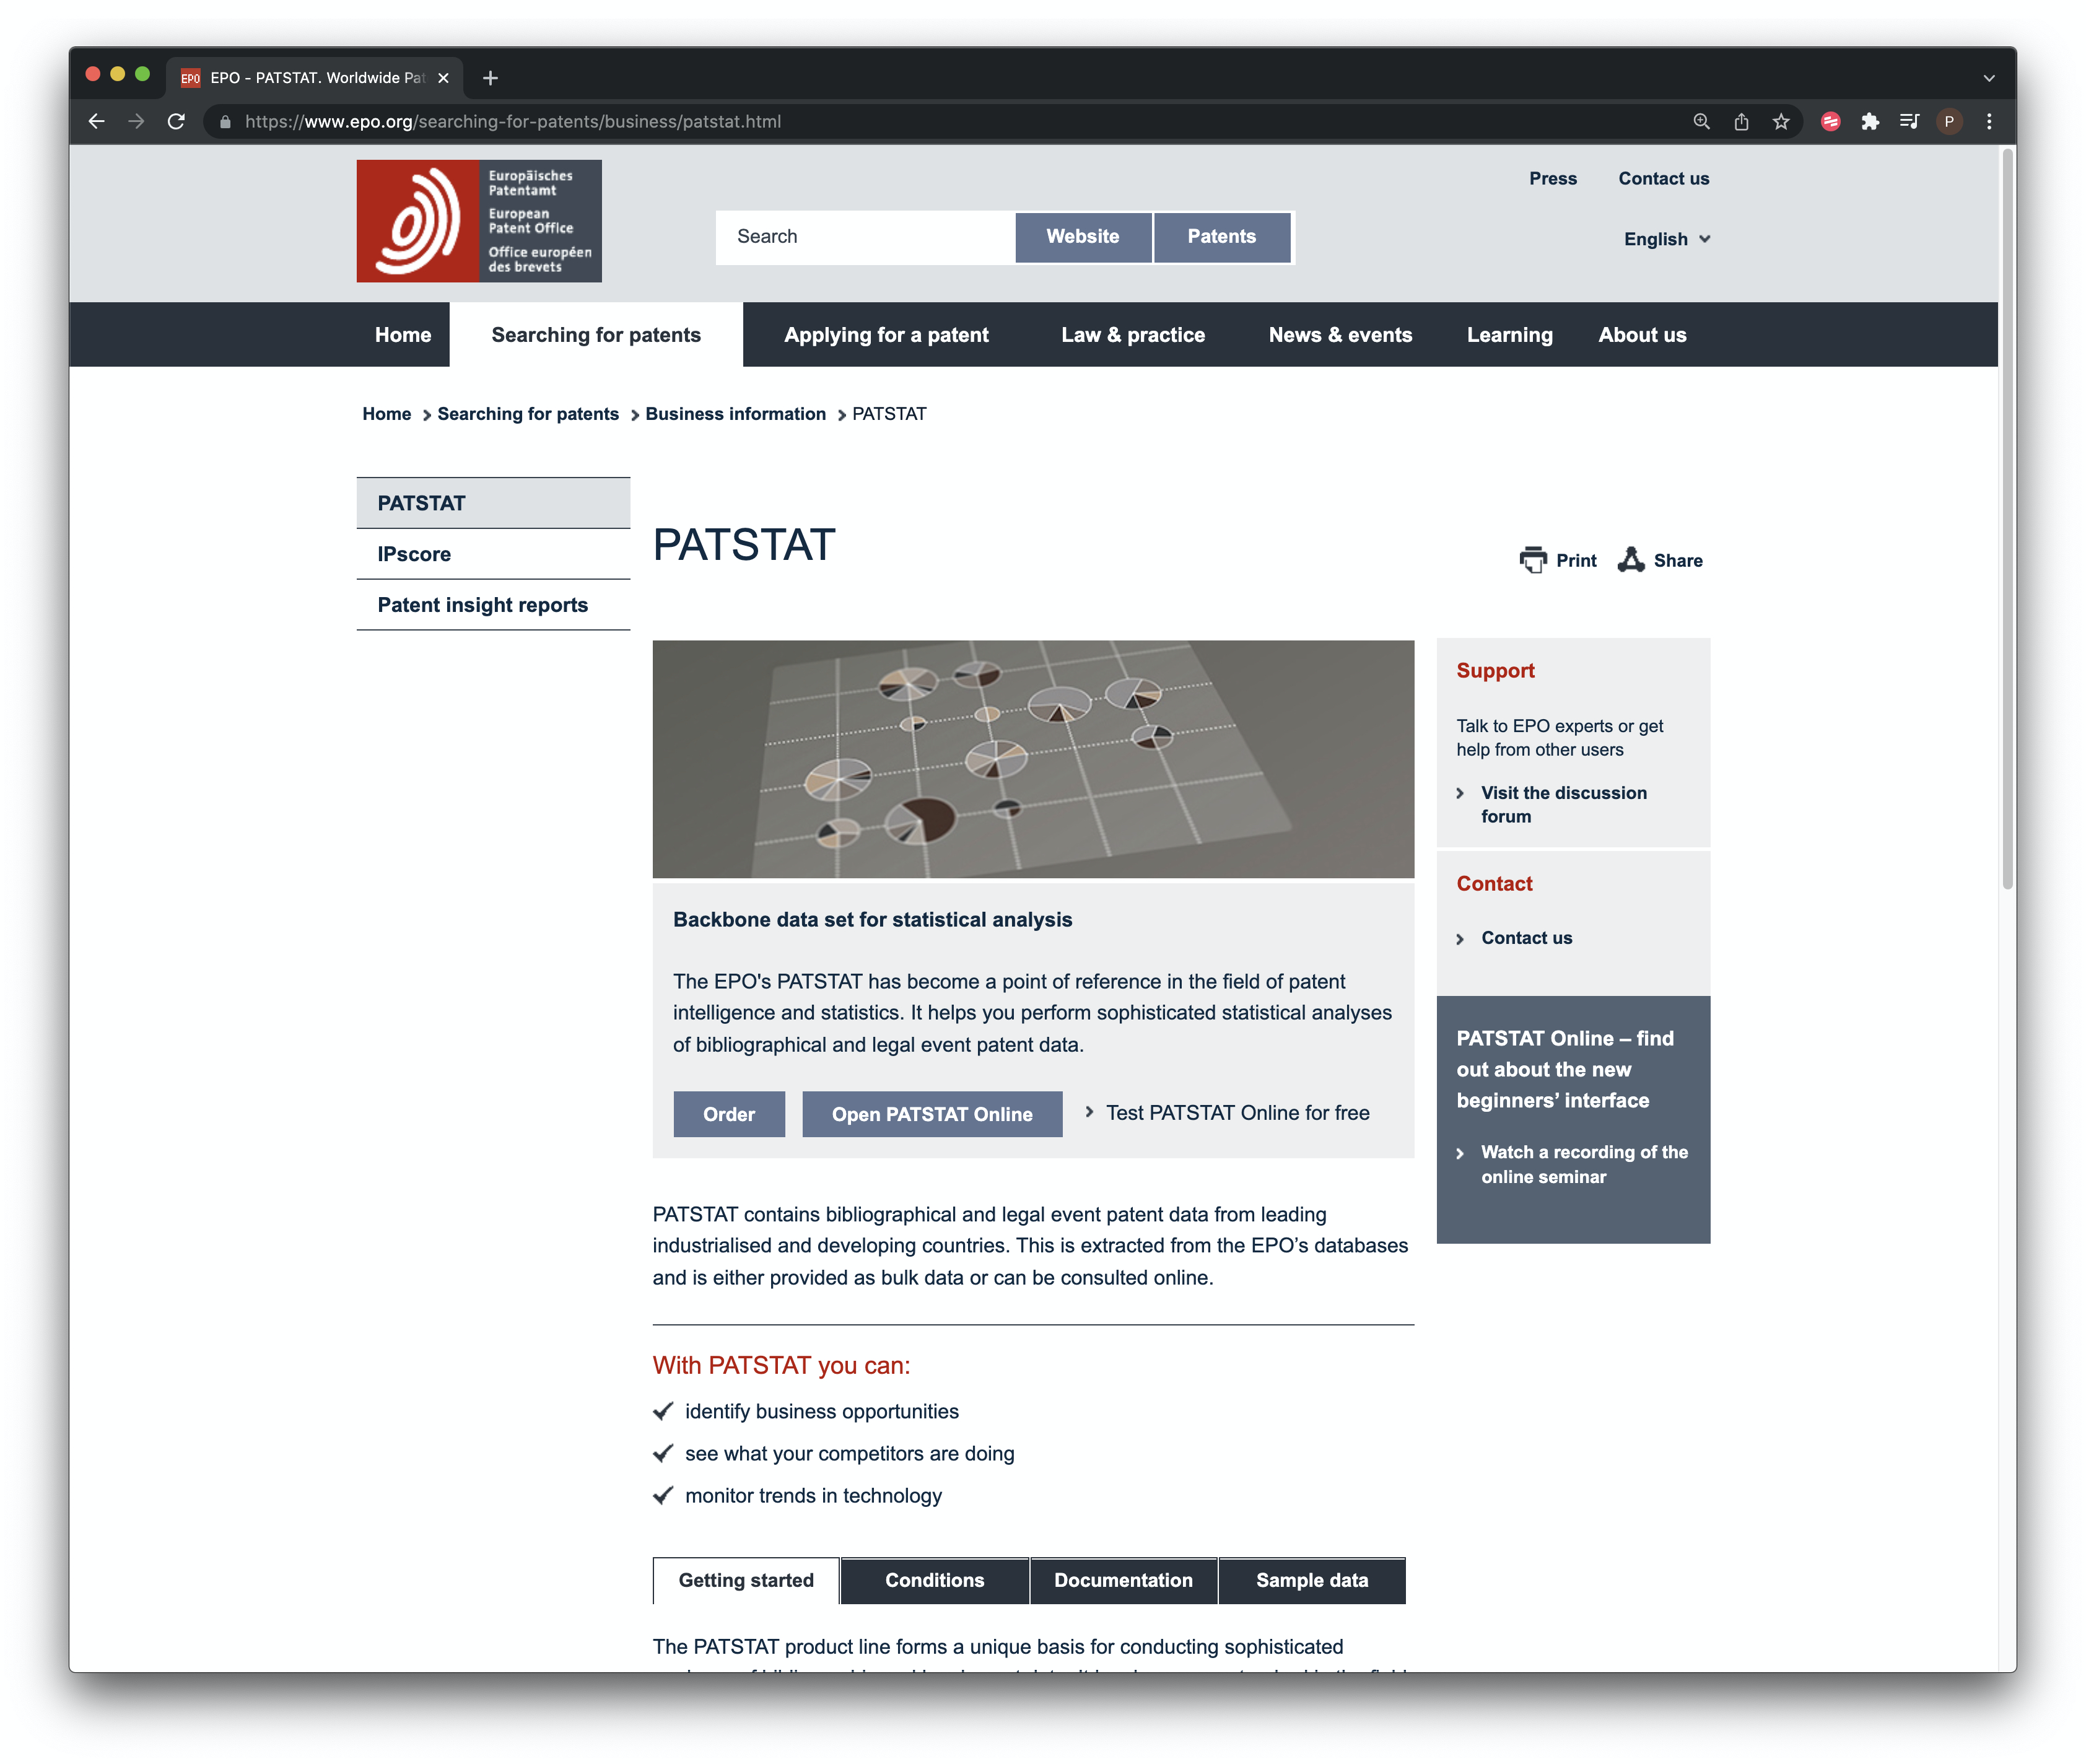 EPO EPO - PATSTAT. Worldwide Pat
https://www.epo.org/searching-for-patents/business/patstat.html
P
Europäisches
Patentamt
European
Patent Office
Office européen
des brevets
Search
Website
Patents
Press
Contact us
English
Home
Searching for patents
Applying for a patent
Law & practice
News & events
Learning
About us
Home Searching for patents Business information PATSTAT
PATSTAT
IPscore
Patent insight reports
PATSTAT
Print
Share
Backbone data set for statistical analysis
The EPO's PATSTAT has become a point of reference in the field of patent
intelligence and statistics. It helps you perform sophisticated statistical analyses
of bibliographical and legal event patent data.
Order
Open PATSTAT Online
Test PATSTAT Online for free
Support
Talk to EPO experts or get
help from other users
Visit the discussion
forum
Contact
Contact us
PATSTAT Online – find
out about the new
beginners’ interface
Watch a recording of the
online seminar
PATSTAT contains bibliographical and legal event patent data from leading
industrialised and developing countries. This is extracted from the EPO’s databases
and is either provided as bulk data or can be consulted online.
With PATSTAT you can:
identify business opportunities
see what your competitors are doing
monitor trends in technology
Getting started
Conditions
Documentation
Sample data
The PATSTAT product line forms a unique basis for conducting sophisticated